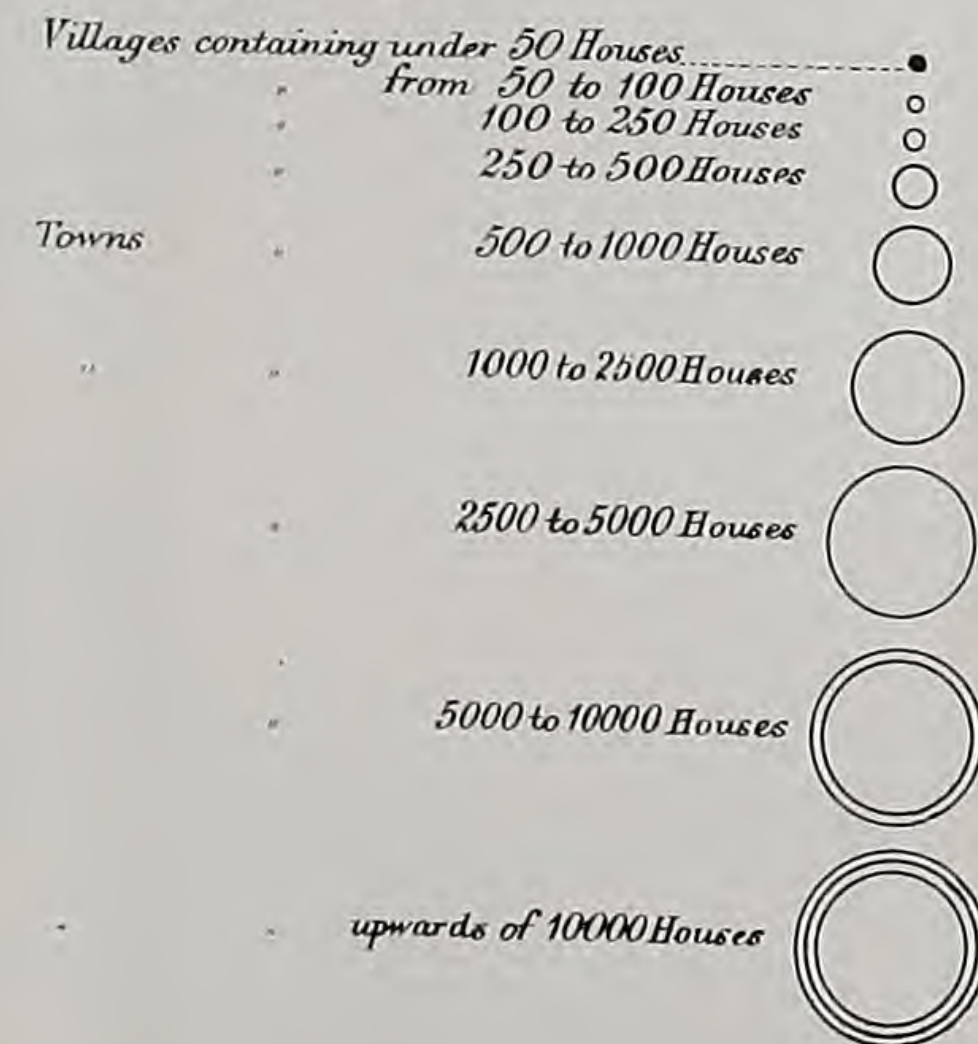 Villages containing under 50 Houses
" from 50 to 100 Houses
" 100 to 250 Houses
" 250 to 500 Houses
Towns " 500 to 1000 Houses
" " 1000 to 2500 Houses
" 2500 to 5000 Houses
" 5000 to 10000 Houses
" " upwards of 10000 Houses